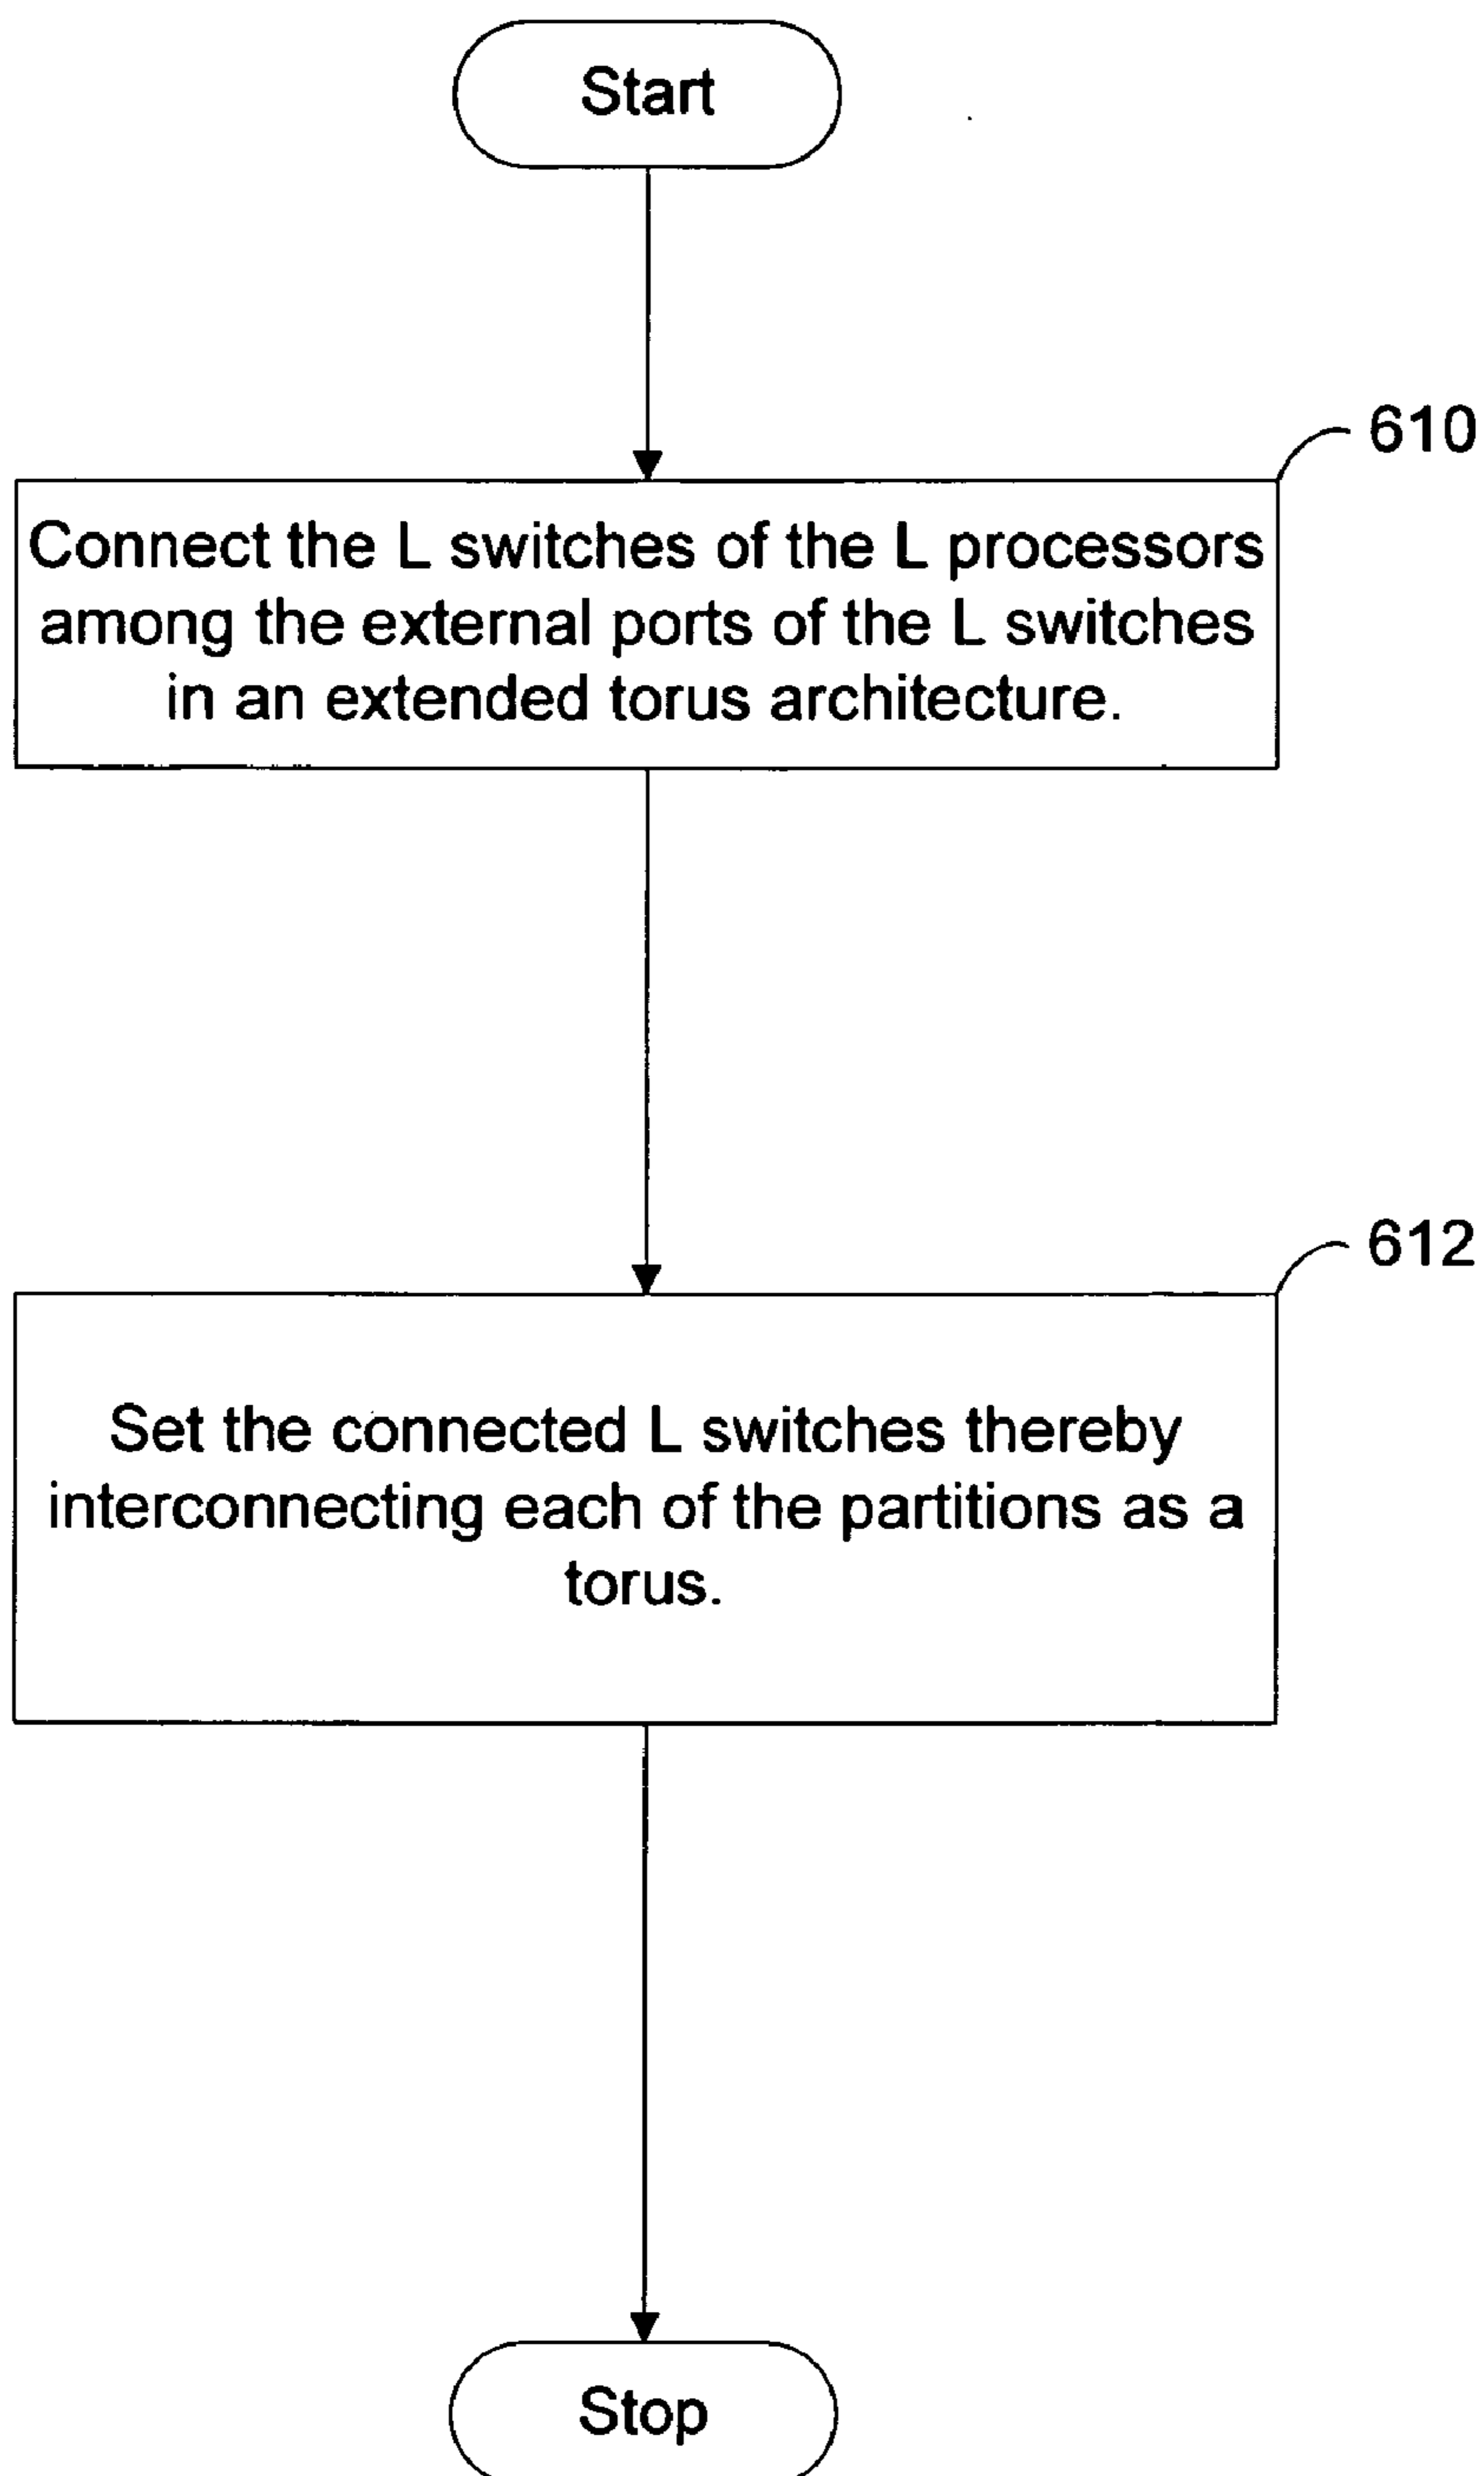 Start
610
Connect the L switches of the L processors
among the external ports of the L switches
in an extended torus architecture.
612
Set the connected L switches thereby
interconnecting each of the partitions as a
torus.
Stop